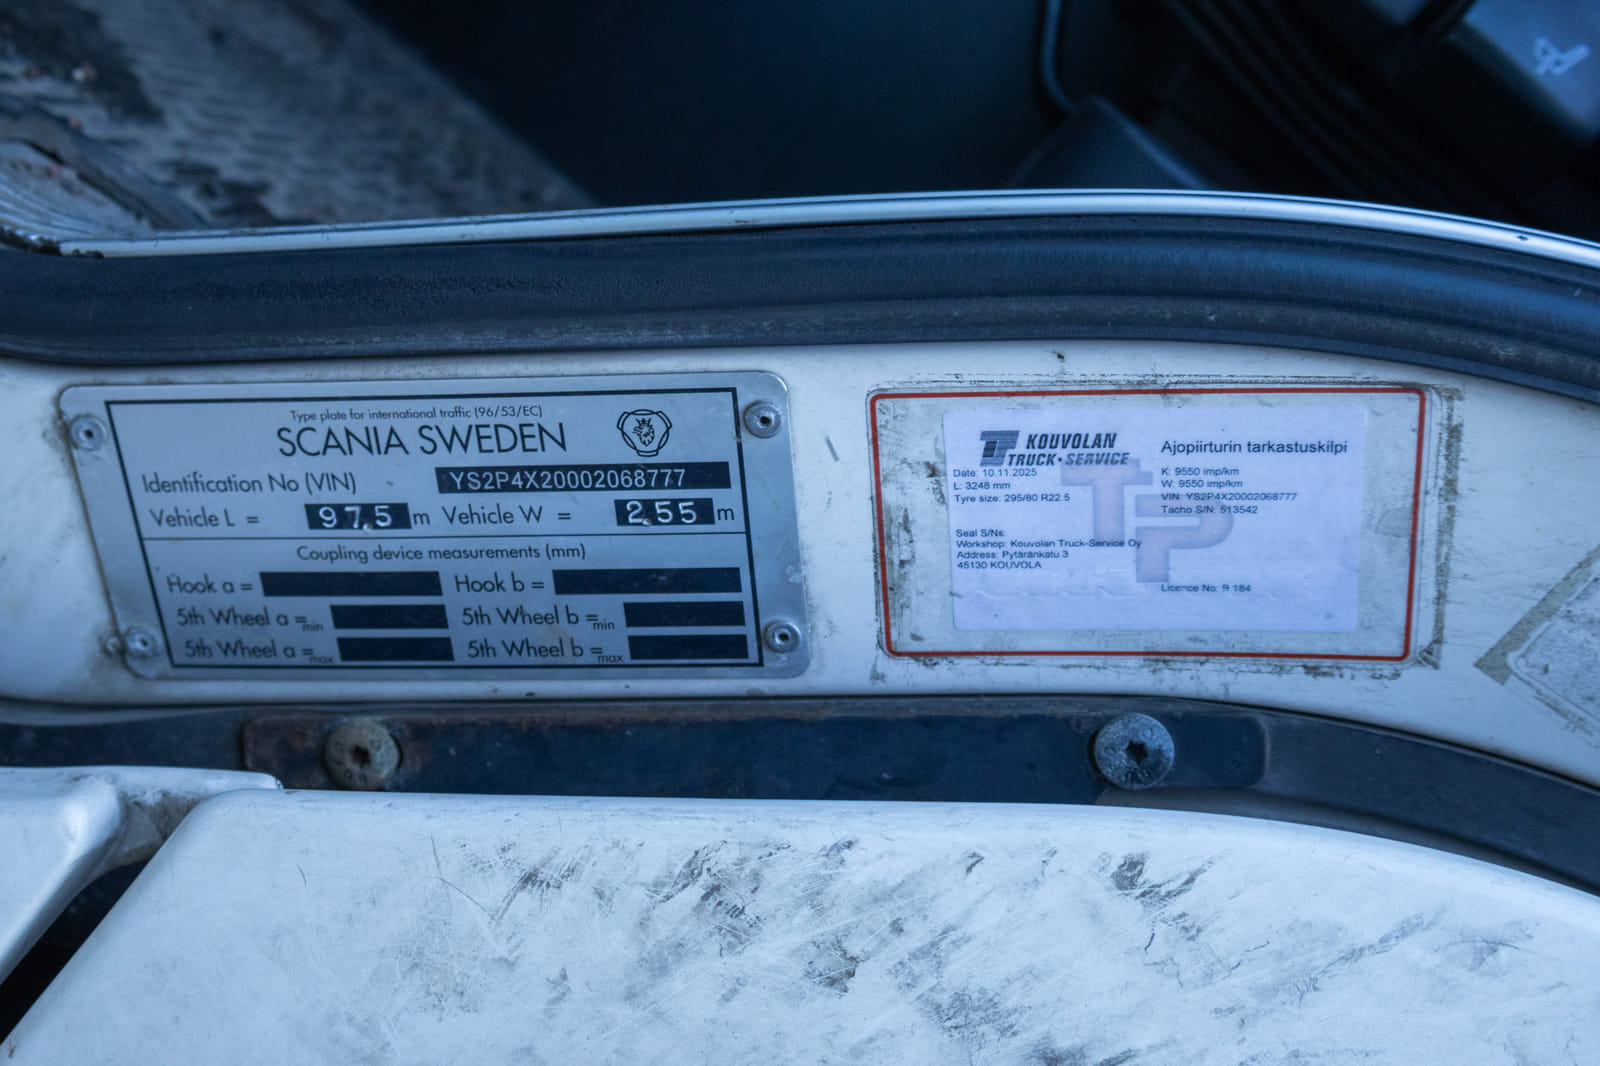 Type plate for international traffic (96/53/EC)
SCANIA SWEDEN
Identification No (VIN) YS2P4X20002068777
Vehicle L = 9 7,5 m Vehicle W = 2,55 m
Coupling device measurements (mm)
Hook a = Hook b =
5th Wheel a =min 5th Wheel b =min
5th Wheel a =max 5th Wheel b =max
KOUVOLAN
TRUCK-SERVICE
Date: 10.11.2025
L: 3248 mm
Tyre size: 295/80 R22.5
Seal S/Ns:
Workshop: Kouvolan Truck-Service Oy
Address: Pytäränkatu 3
45130 KOUVOLA
Ajopiirturin tarkastuskilpi
K: 9550 imp/km
W: 9550 imp/km
VIN: YS2P4X20002068777
Tacho S/N: 513542
Licence No: R 184